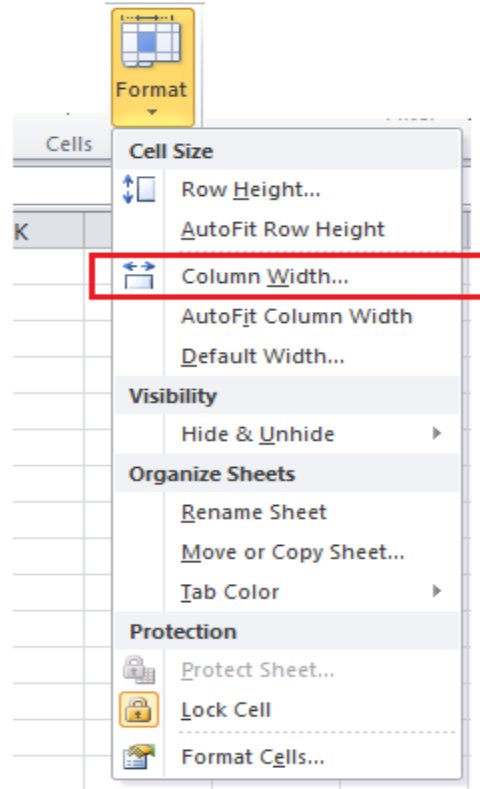 Format
Cells
Cell Size
Row Height...
AutoFit Row Height
K
Column Width...
AutoFit Column Width
Default Width...
Visibility
Hide & Unhide
Organize Sheets
Rename Sheet
Move or Copy Sheet...
Tab Color
Protection
Protect Sheet...
Lock Cell
Format Cells...